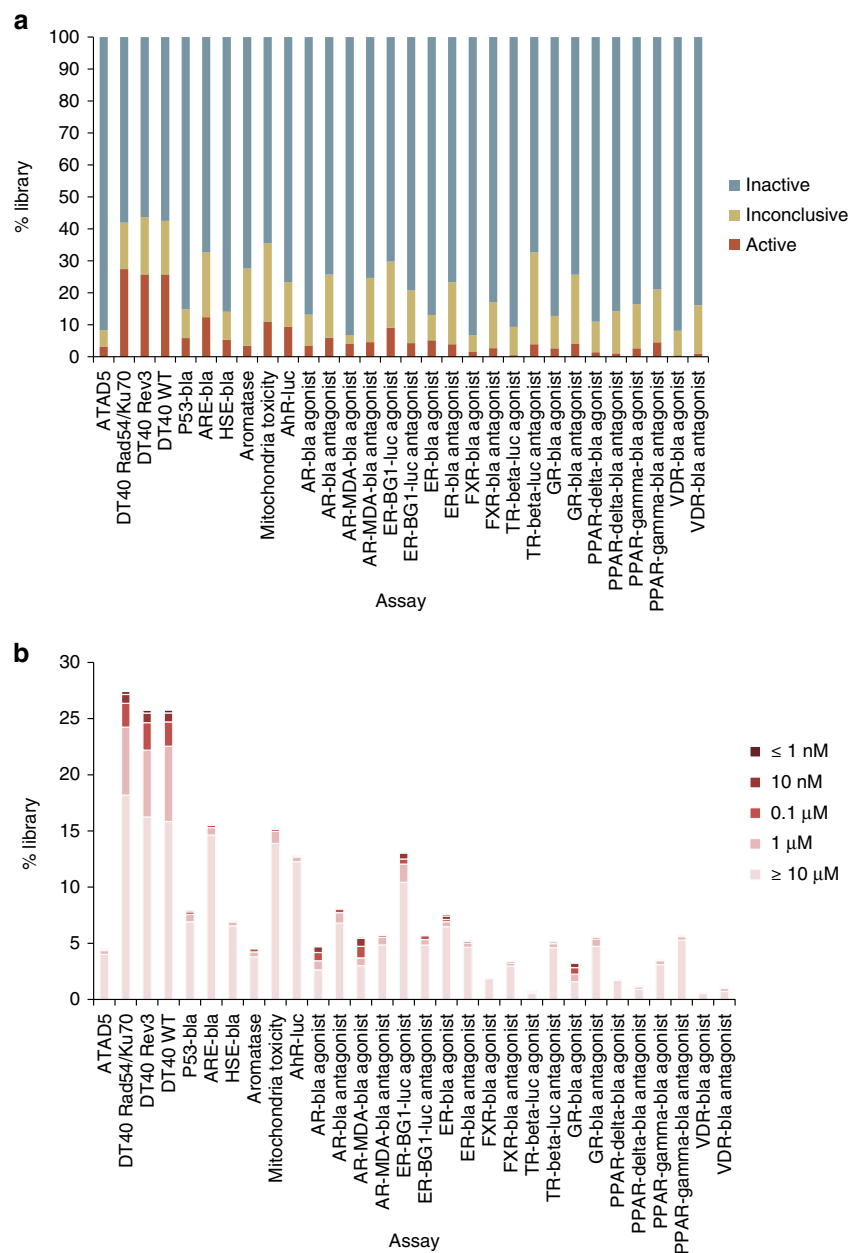 a
100
90
80
70
60
50
40
30
20
10
0
% library
Inactive
Inconclusive
Active
ATAD5
DT40 Rad54/Ku70
DT40 Rev3
DT40 WT
P53-bla
ARE-bla
HSE-bla
Aromatase
Mitochondria toxicity
AhR-luc
AR-bla agonist
AR-bla antagonist
AR-MDA-bla agonist
AR-MDA-bla antagonist
ER-BG1-luc agonist
ER-BG1-luc antagonist
ER-bla agonist
ER-bla antagonist
FXR-bla agonist
FXR-bla antagonist
TR-beta-luc agonist
TR-beta-luc antagonist
GR-bla agonist
GR-bla antagonist
PPAR-delta-bla agonist
PPAR-delta-bla antagonist
PPAR-gamma-bla agonist
PPAR-gamma-bla antagonist
VDR-bla agonist
VDR-bla antagonist
Assay
b
30
25
20
15
10
5
0
% library
≤ 1 nM
10 nM
0.1 μM
1 μM
≥ 10 μM
ATAD5
DT40 Rad54/Ku70
DT40 Rev3
DT40 WT
P53-bla
ARE-bla
HSE-bla
Aromatase
Mitochondria toxicity
AhR-luc
AR-bla agonist
AR-bla antagonist
AR-MDA-bla agonist
AR-MDA-bla antagonist
ER-BG1-luc agonist
ER-BG1-luc antagonist
ER-bla agonist
ER-bla antagonist
FXR-bla agonist
FXR-bla antagonist
TR-beta-luc agonist
TR-beta-luc antagonist
GR-bla agonist
GR-bla antagonist
PPAR-delta-bla agonist
PPAR-delta-bla antagonist
PPAR-gamma-bla agonist
PPAR-gamma-bla antagonist
VDR-bla agonist
VDR-bla antagonist
Assay